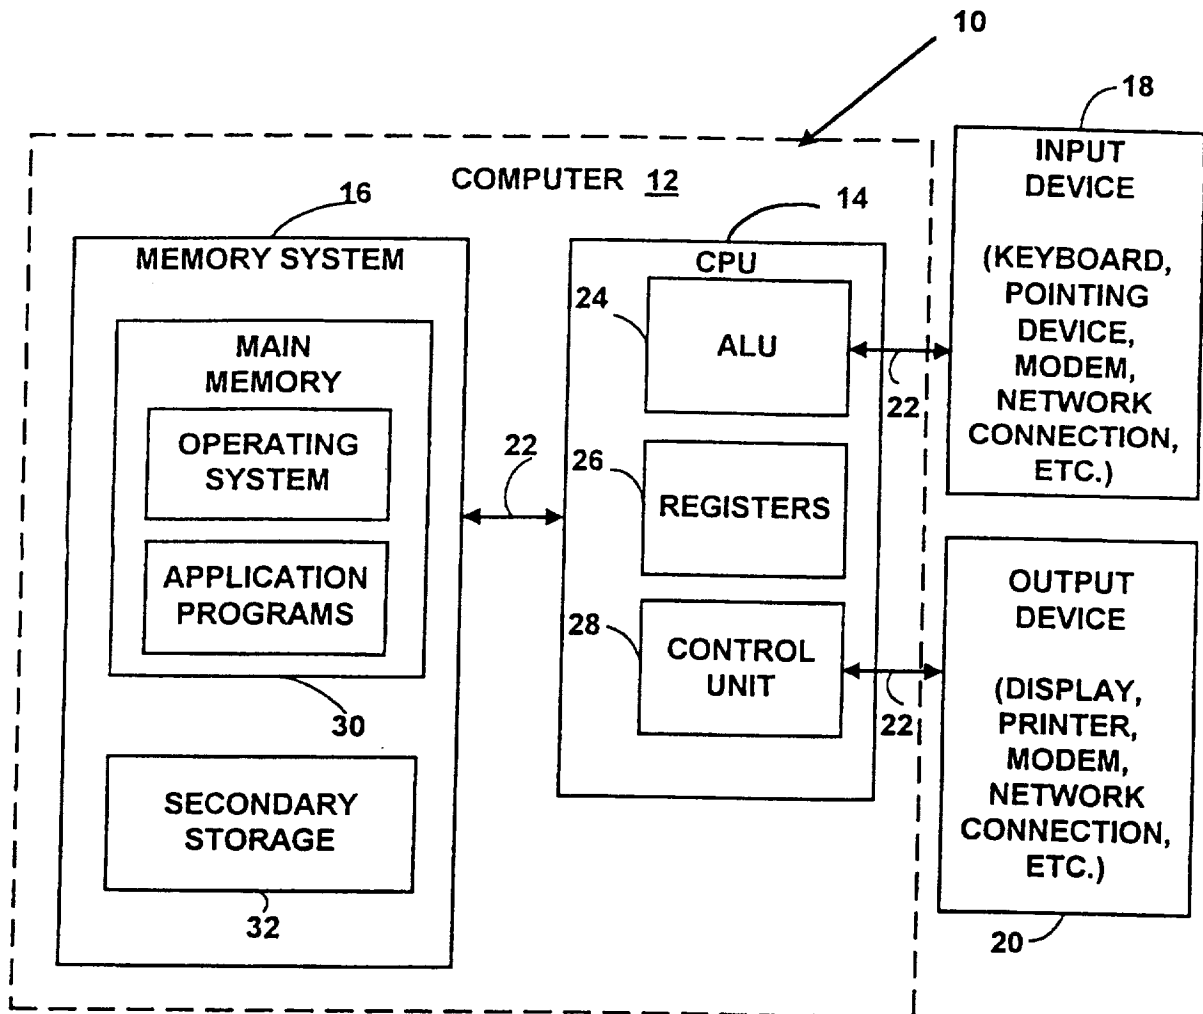 10
COMPUTER 12
16
MEMORY SYSTEM
MAIN
MEMORY
OPERATING
SYSTEM
APPLICATION
PROGRAMS
30
SECONDARY
STORAGE
32
22
14
CPU
24
ALU
26
REGISTERS
28
CONTROL
UNIT
22
22
18
INPUT
DEVICE
(KEYBOARD,
POINTING
DEVICE,
MODEM,
NETWORK
CONNECTION,
ETC.)
OUTPUT
DEVICE
(DISPLAY,
PRINTER,
MODEM,
NETWORK
CONNECTION,
ETC.)
20